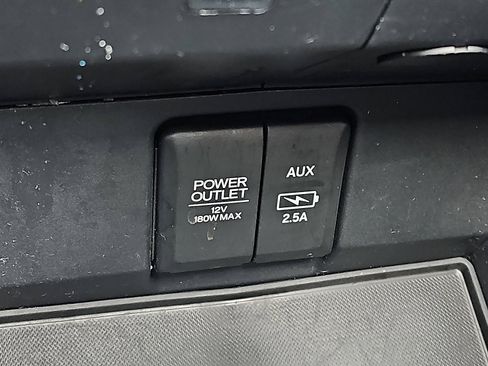 POWER
OUTLET
12V
180W MAX
AUX
2.5A